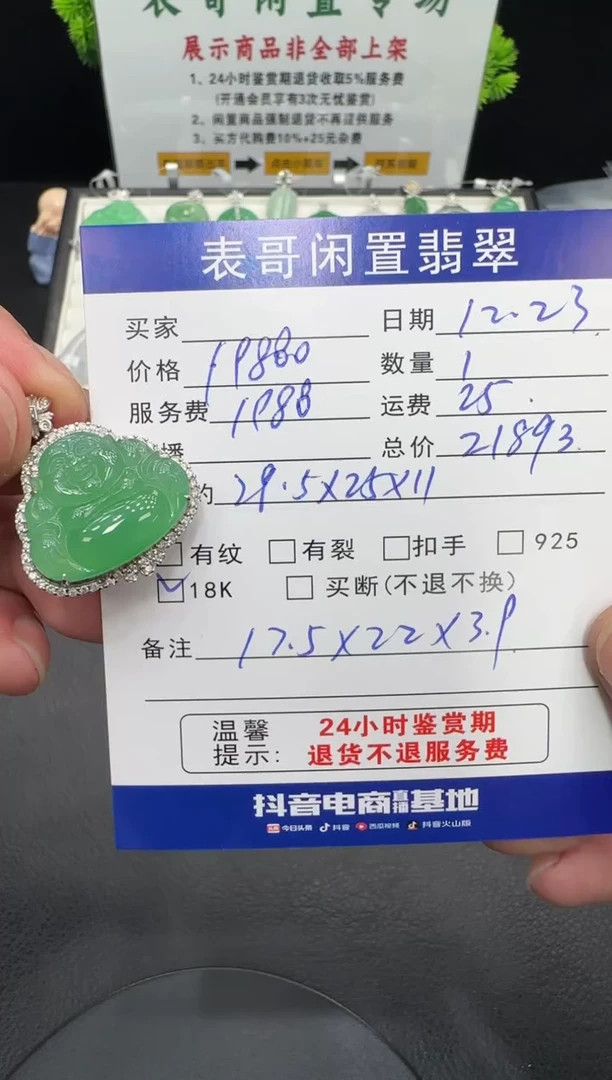 表哥闲置专场
展示商品非全部上架
1、24小时鉴赏期退货收取5%服务费
(开通会员享有3次无忧鉴赏)
2、闲置商品强制退货不再提供服务
3、买方代购费10%+25元杂费
表哥闲置翡翠
买家 日期 12.23
价格 19880 数量 1
服务费 1988 运费 25.
播 总价 21893.
约 29.5X25X11
有纹 有裂 扣手 925
18K 买断(不退不换)
备注 17.5X22X3.9
温馨提示: 24小时鉴赏期
退货不退服务费
抖音电商直播基地
今日头条 抖音 西瓜视频 抖音火山版